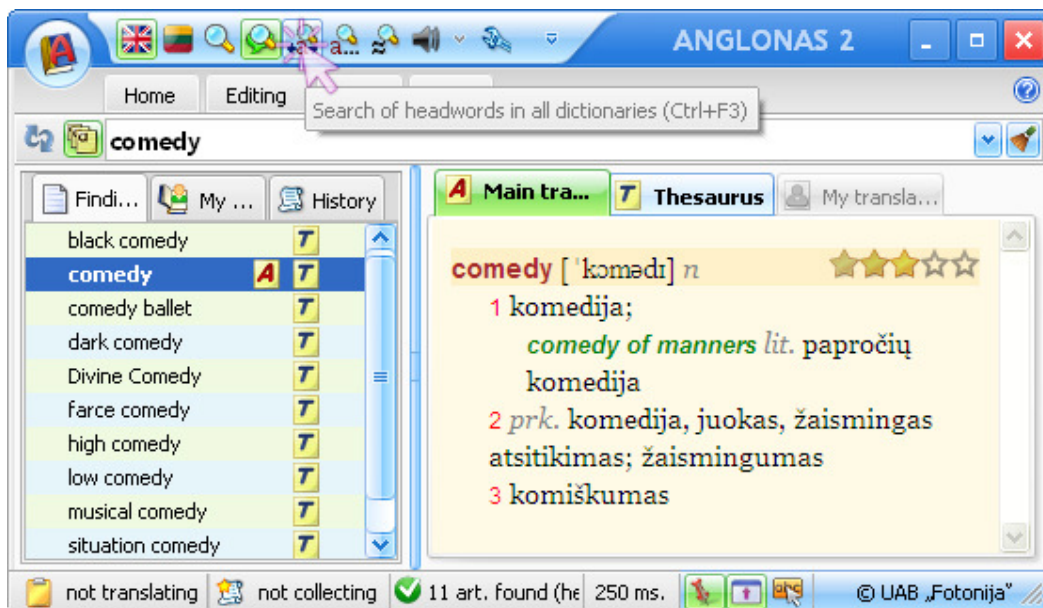 ANGLONAS 2
Home Editing
Search of headwords in all dictionaries (Ctrl+F3)
comedy
Findi... My ... History
black comedy T
comedy A T
comedy ballet T
dark comedy T
Divine Comedy T
farce comedy T
high comedy T
low comedy T
musical comedy T
situation comedy T
A Main tra... T Thesaurus My transla...
comedy [ˈkɔmədɪ] n
1 komedija;
comedy of manners lit. papročių
komedija
2 prk. komedija, juokas, žaismingas
atsitikimas; žaismingumas
3 komiškumas
not translating not collecting 11 art. found (he 250 ms. © UAB „Fotonija"